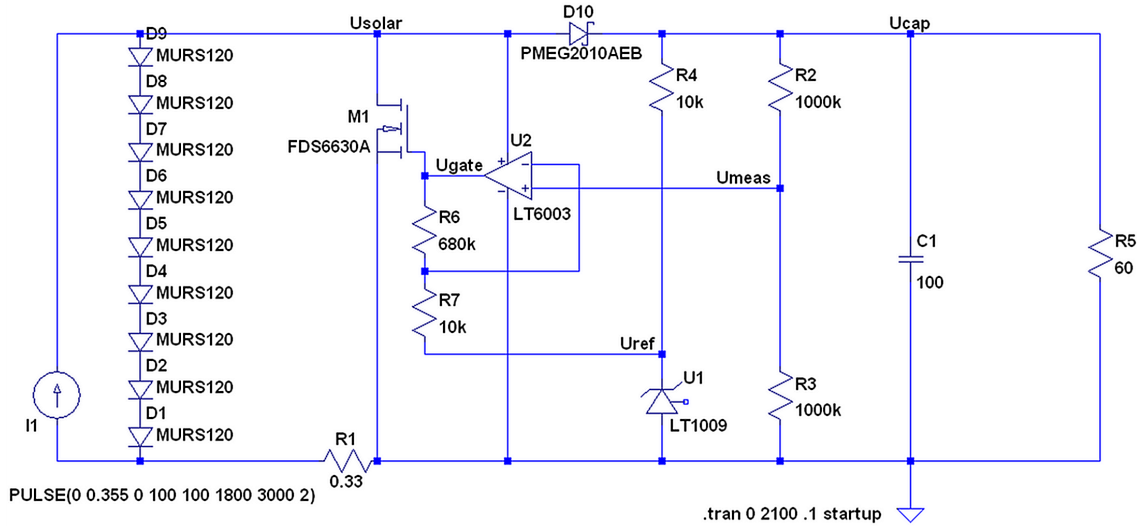 D10
D9
Usolar
Ucap
MURS120
PMEG2010AEB
D8
MURS120
R4
10k
R2
1000k
M1
FDS6630A
D7
MURS120
U2
Ugate
+
-
-
+
LT6003
Umeas
D6
MURS120
D5
MURS120
R6
680k
C1
100
R5
60
D4
MURS120
R7
10k
D3
MURS120
Uref
D2
MURS120
U1
LT1009
R3
1000k
I1
D1
MURS120
R1
0.33
PULSE(0 0.355 0 100 100 1800 3000 2)
.tran 0 2100 .1 startup